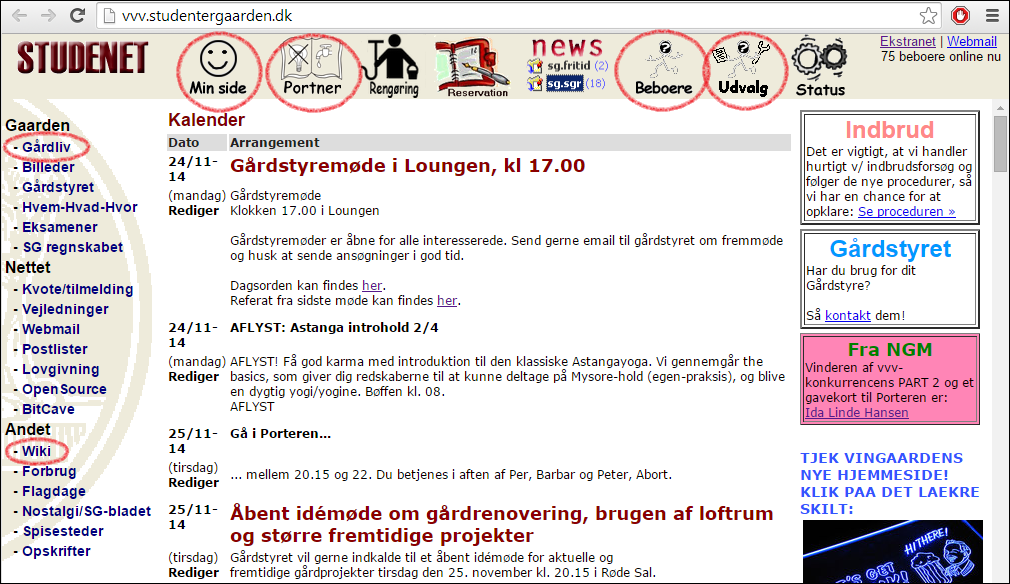 vvv.studentergaarden.dk
STUDENET
Min side
Portner
Rengøring
Reservation
news
sg.fritid (2)
sg.sgr (18)
Beboere
Udvalg
Status
Ekstranet | Webmail
75 beboere online nu
Gaarden
- Gårdliv
- Billeder
- Gårdstyret
- Hvem-Hvad-Hvor
- Eksamener
- SG regnskabet
Nettet
- Kvote/tilmelding
- Vejledninger
- Webmail
- Postlister
- Lovgivning
- OpenSource
- BitCave
Andet
- Wiki
- Forbrug
- Flagdage
- Nostalgi/SG-bladet
- Spisesteder
- Opskrifter
Kalender
Dato Arrangement
24/11-
14
(mandag)
Rediger
Gårdstyremøde i Loungen, kl 17.00
Gårdstyremøde
Klokken 17.00 i Loungen
Gårdstyremøder er åbne for alle interesserede. Send gerne email til gårdstyret om fremmøde
og husk at sende ansøgninger i god tid.
Dagsorden kan findes her.
Referat fra sidste møde kan findes her.
24/11-
14
(mandag)
Rediger
AFLYST: Astanga introhold 2/4
AFLYST! Få god karma med introduktion til den klassiske Astangayoga. Vi gennemgår the
basics, som giver dig redskaberne til at kunne deltage på Mysore-hold (egen-praksis), og blive
en dygtig yogi/yogine. Bøffen kl. 08.
AFLYST
25/11-
14
(tirsdag)
Rediger
Gå i Porteren...
... mellem 20.15 og 22. Du betjenes i aften af Per, Barbar og Peter, Abort.
25/11-
14
(tirsdag)
Rediger
Åbent idémøde om gårdrenovering, brugen af loftrum
og større fremtidige projekter
Gårdstyret vil gerne indkalde til et åbent idémøde for aktuelle og
fremtidige gårdprojekter tirsdag den 25. november kl. 20.15 i Røde Sal.
Indbrud
Det er vigtigt, at vi handler
hurtigt v/ indbrudsforsøg og
følger de nye procedurer, så
vi har en chance for at
opklare: Se proceduren »
Gårdstyret
Har du brug for dit
Gårdstyre?
Så kontakt dem!
Fra NGM
Vinderen af vvv-
konkurrencens PART 2 og et
gavekort til Porteren er:
Ida Linde Hansen
TJEK VINGAARDENS
NYE HJEMMESIDE!
KLIK PAA DET LAEKRE
SKILT:
HI THERE!
LET'S GET